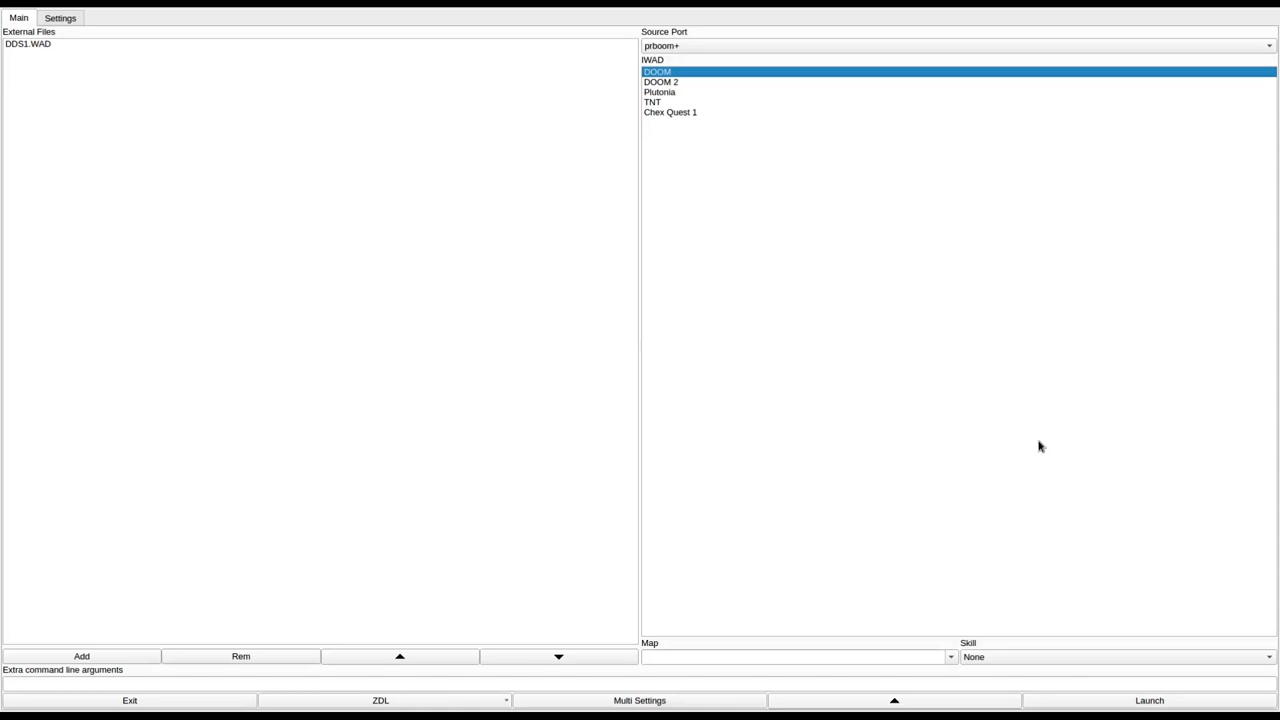 Main Settings
External Files
DDS1.WAD
Source Port
prboom+
IWAD
DOOM
DOOM 2
Plutonia
TNT
Chex Quest 1
Map Skill
None
Add Rem
Extra command line arguments
Exit ZDL Multi Settings Launch